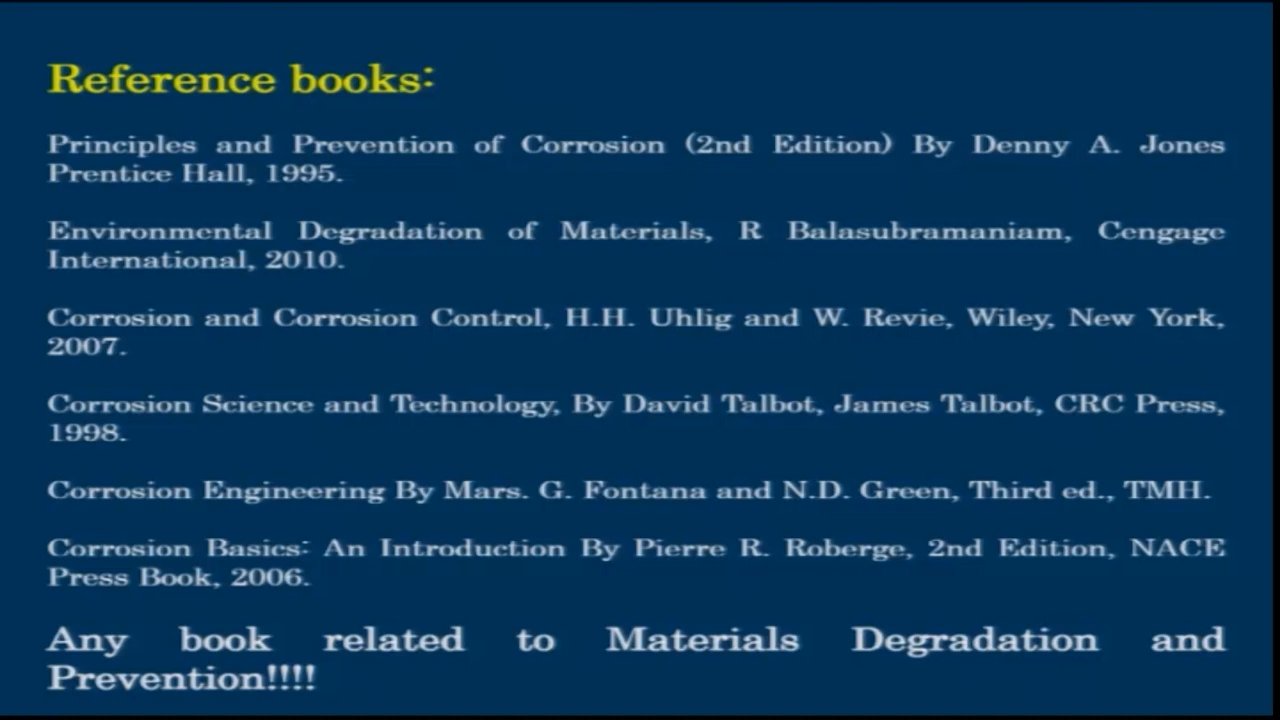 Reference books:
Principles and Prevention of Corrosion (2nd Edition) By Denny A. Jones
Prentice Hall, 1995.
Environmental Degradation of Materials, R Balasubramaniam, Cengage
International, 2010.
Corrosion and Corrosion Control, H.H. Uhlig and W. Revie, Wiley, New York,
2007.
Corrosion Science and Technology, By David Talbot, James Talbot, CRC Press,
1998.
Corrosion Engineering By Mars. G. Fontana and N.D. Green, Third ed., TMH.
Corrosion Basics: An Introduction By Pierre R. Roberge, 2nd Edition, NACE
Press Book, 2006.
Any book related to Materials Degradation and
Prevention!!!!